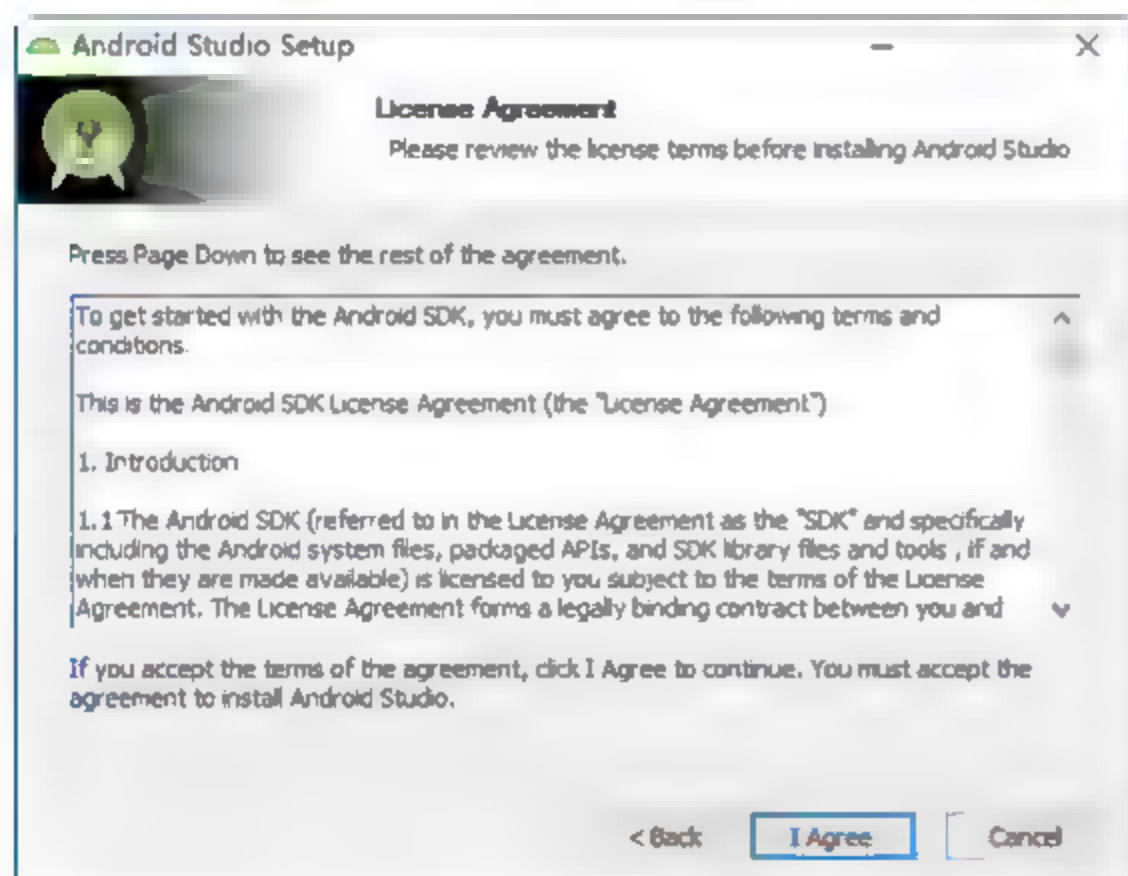 Android Studio Setup
License Agreement
Please review the license terms before installing Android Studio
Press Page Down to see the rest of the agreement.
To get started with the Android SDK, you must agree to the following terms and
conditions.
This is the Android SDK License Agreement (the "License Agreement")
1. Introduction
1.1 The Android SDK (referred to in the License Agreement as the "SDK" and specifically
including the Android system files, packaged APIs, and SDK library files and tools , if and
when they are made available) is licensed to you subject to the terms of the License
Agreement. The License Agreement forms a legally binding contract between you and
If you accept the terms of the agreement, click I Agree to continue. You must accept the
agreement to install Android Studio.
< Back I Agree Cancel